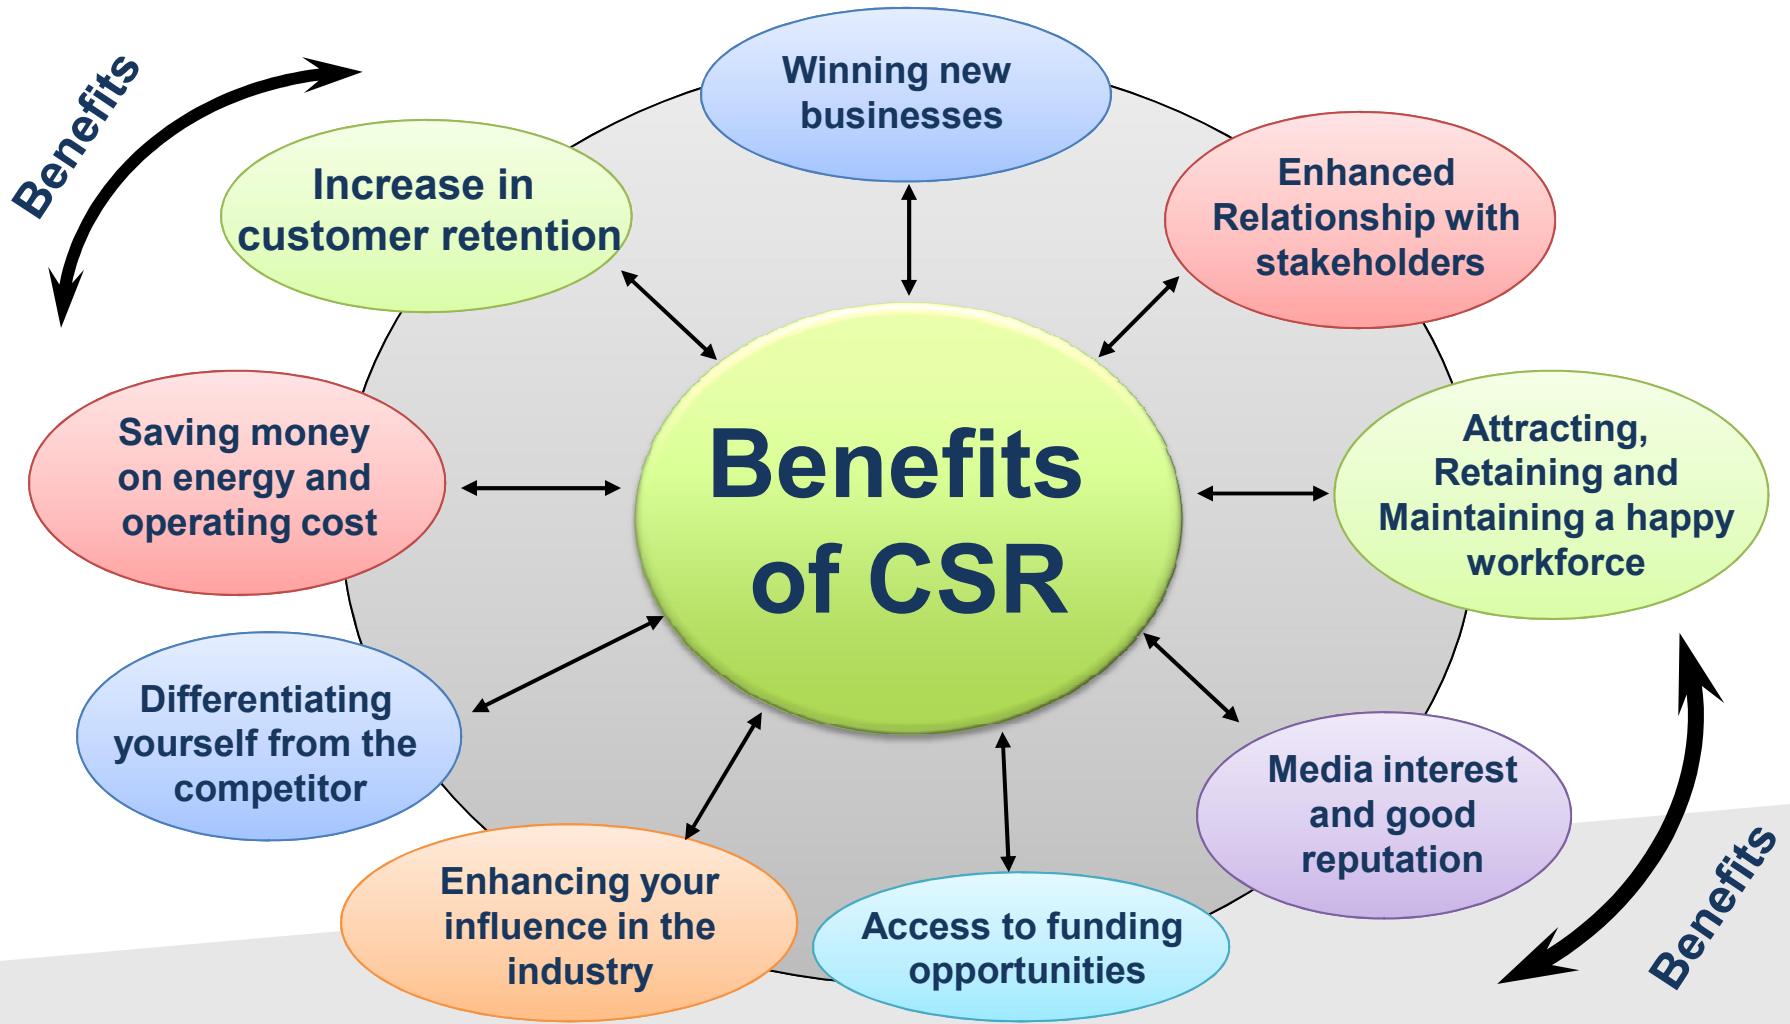 Benefits
Winning new
businesses
Increase in
customer retention
Enhanced
Relationship with
stakeholders
Saving money
on energy and
operating cost
Benefits
of CSR
Attracting,
Retaining and
Maintaining a happy
workforce
Differentiating
yourself from the
competitor
Media interest
and good
reputation
Enhancing your
influence in the
industry
Access to funding
opportunities
Benefits